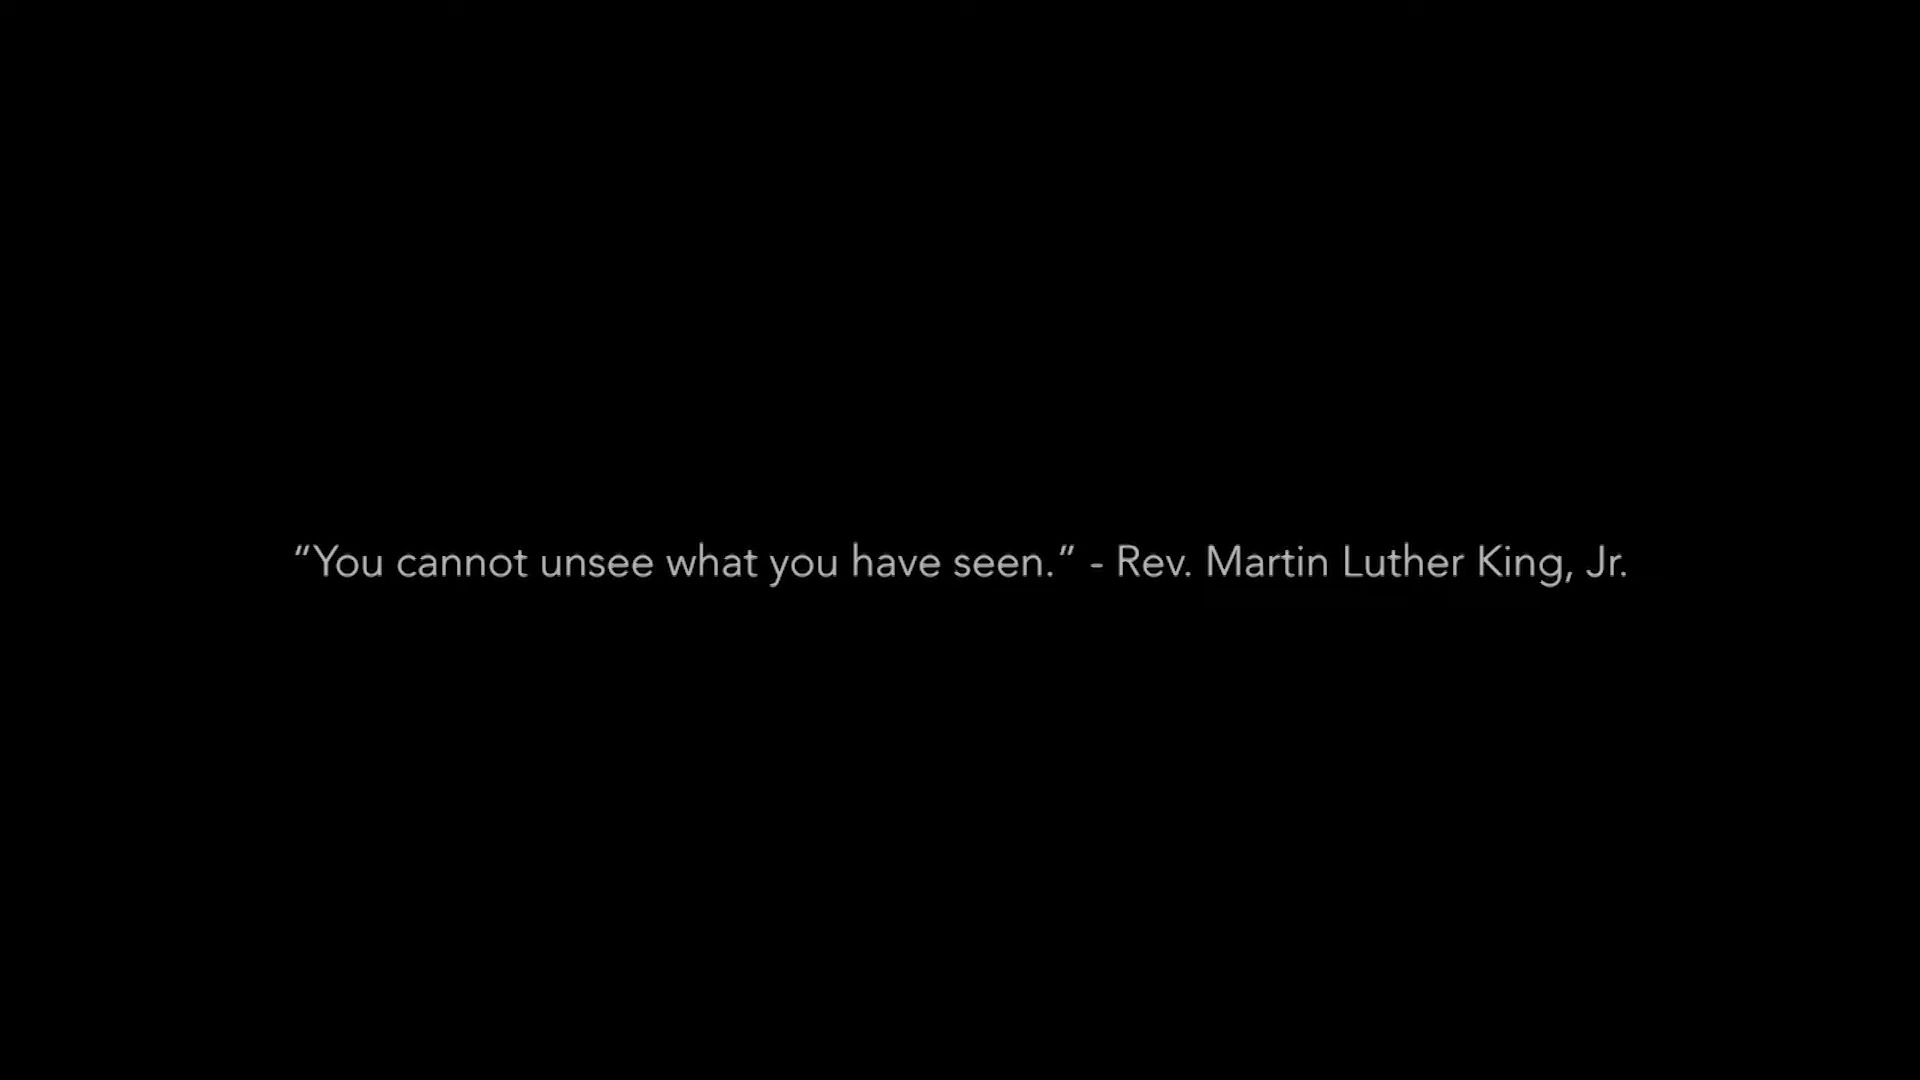 “You cannot unsee what you have seen.” - Rev. Martin Luther King, Jr.